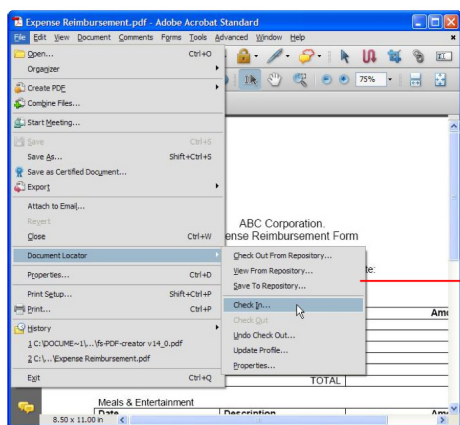 Expense Reimbursement.pdf - Adobe Acrobat Standard
File Edit View Document Comments Forms Tools Advanced Window Help
Open... Ctrl+O
Organizer
Create PDF
Combine Files...
Start Meeting...
Save Ctrl+S
Save As... Shift+Ctrl+S
Save as Certified Document...
Export
Attach to Email...
Revert
Close Ctrl+W
Document Locator
Properties... Ctrl+D
Print Setup... Shift+Ctrl+P
Print... Ctrl+P
History
1 C:\DOCUME~1\...\fs-PDF-creator v14_0.pdf
2 C:\...\Expense Reimbursement.pdf
Exit Ctrl+Q
75%
ABC Corporation.
ense Reimbursement Form
te:
Check Out From Repository...
View From Repository...
Save To Repository...
Check In...
Check Out
Undo Check Out...
Update Profile...
Properties...
Am
TOTAL
Meals & Entertainment
Date Description Am
8.50 x 11.00 in